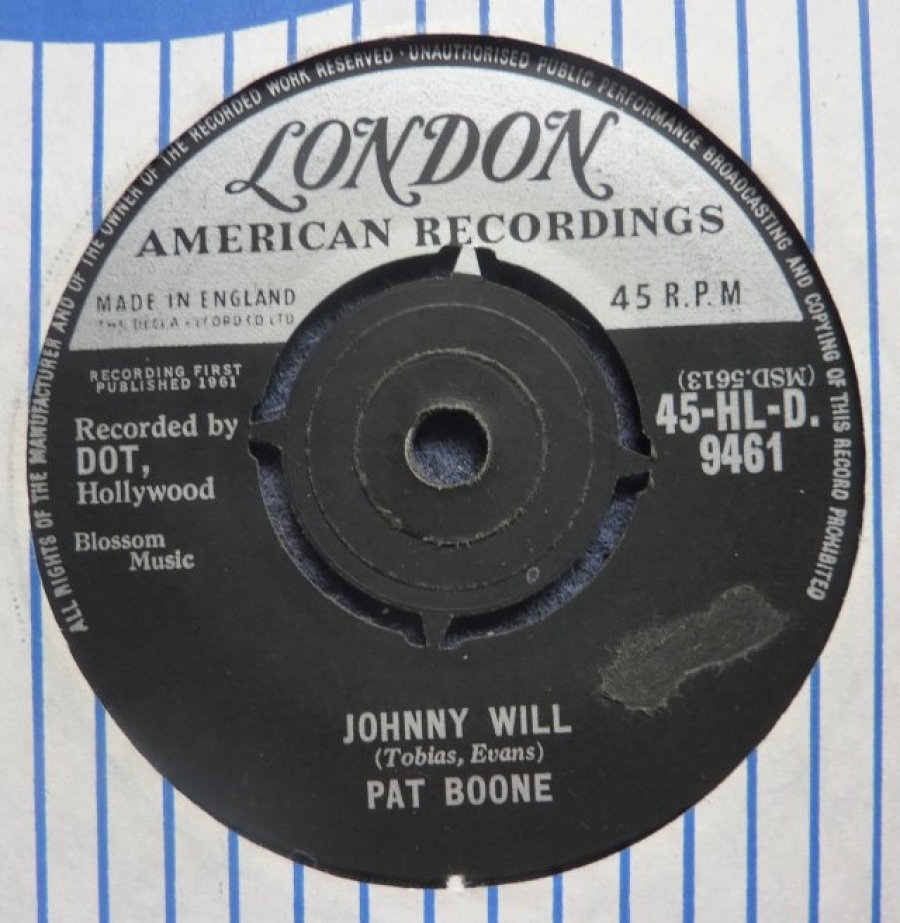 ALL RIGHTS OF THE MANUFACTURER AND OF THE OWNER OF THE RECORDED WORK RESERVED · UNAUTHORISED PUBLIC PERFORMANCE BROADCASTING AND COPYING OF THIS RECORD PROHIBITED
LONDON
AMERICAN RECORDINGS
MADE IN ENGLAND
45 R.P.M
RECORDING FIRST
PUBLISHED 1961
(MSD.5613)
Recorded by
DOT,
Hollywood
45-HL-D.
9461
Blossom
Music
JOHNNY WILL
(Tobias, Evans)
PAT BOONE